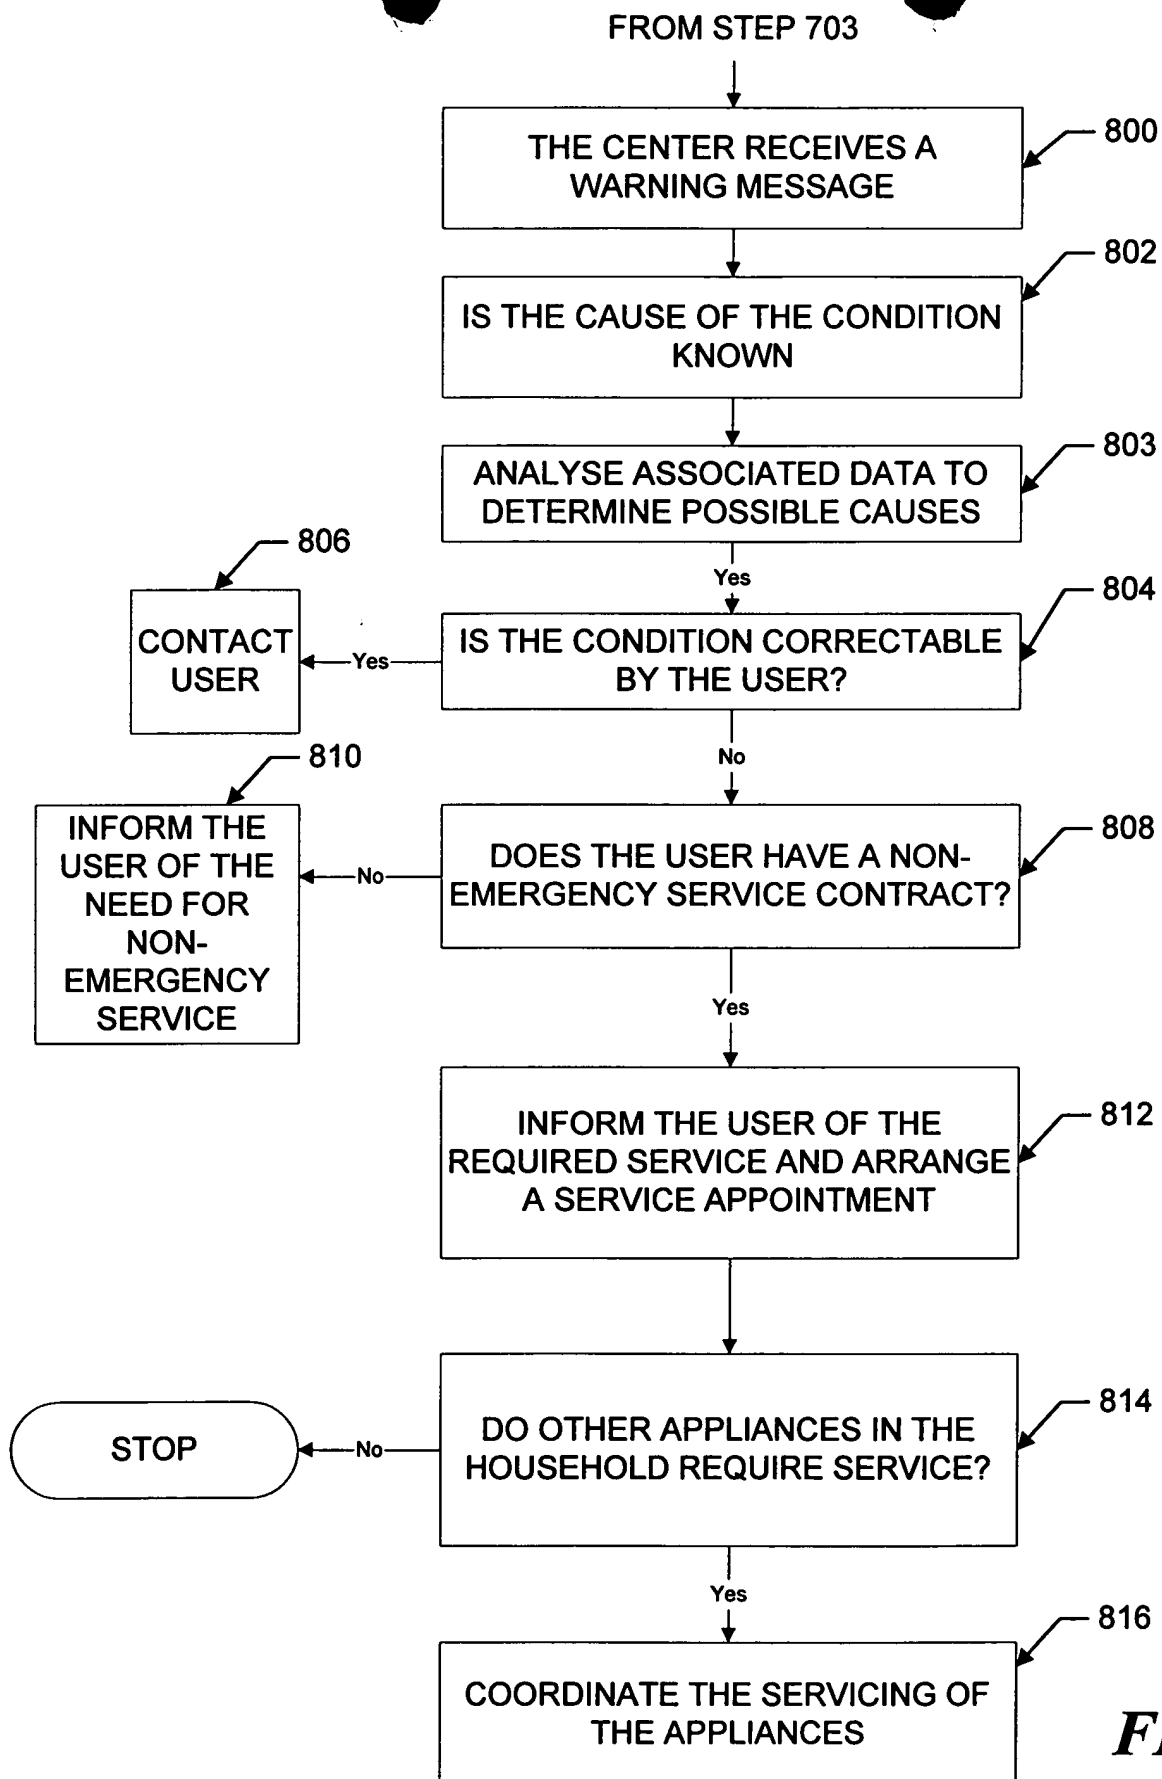 FROM STEP 703
THE CENTER RECEIVES A
WARNING MESSAGE
800
802
IS THE CAUSE OF THE CONDITION
KNOWN
803
ANALYSE ASSOCIATED DATA TO
DETERMINE POSSIBLE CAUSES
Yes
806
CONTACT
USER
Yes
804
IS THE CONDITION CORRECTABLE
BY THE USER?
No
810
INFORM THE
USER OF THE
NEED FOR
NON-
EMERGENCY
SERVICE
No
808
DOES THE USER HAVE A NON-
EMERGENCY SERVICE CONTRACT?
Yes
812
INFORM THE USER OF THE
REQUIRED SERVICE AND ARRANGE
A SERVICE APPOINTMENT
814
DO OTHER APPLIANCES IN THE
HOUSEHOLD REQUIRE SERVICE?
No
STOP
Yes
816
COORDINATE THE SERVICING OF
THE APPLIANCES